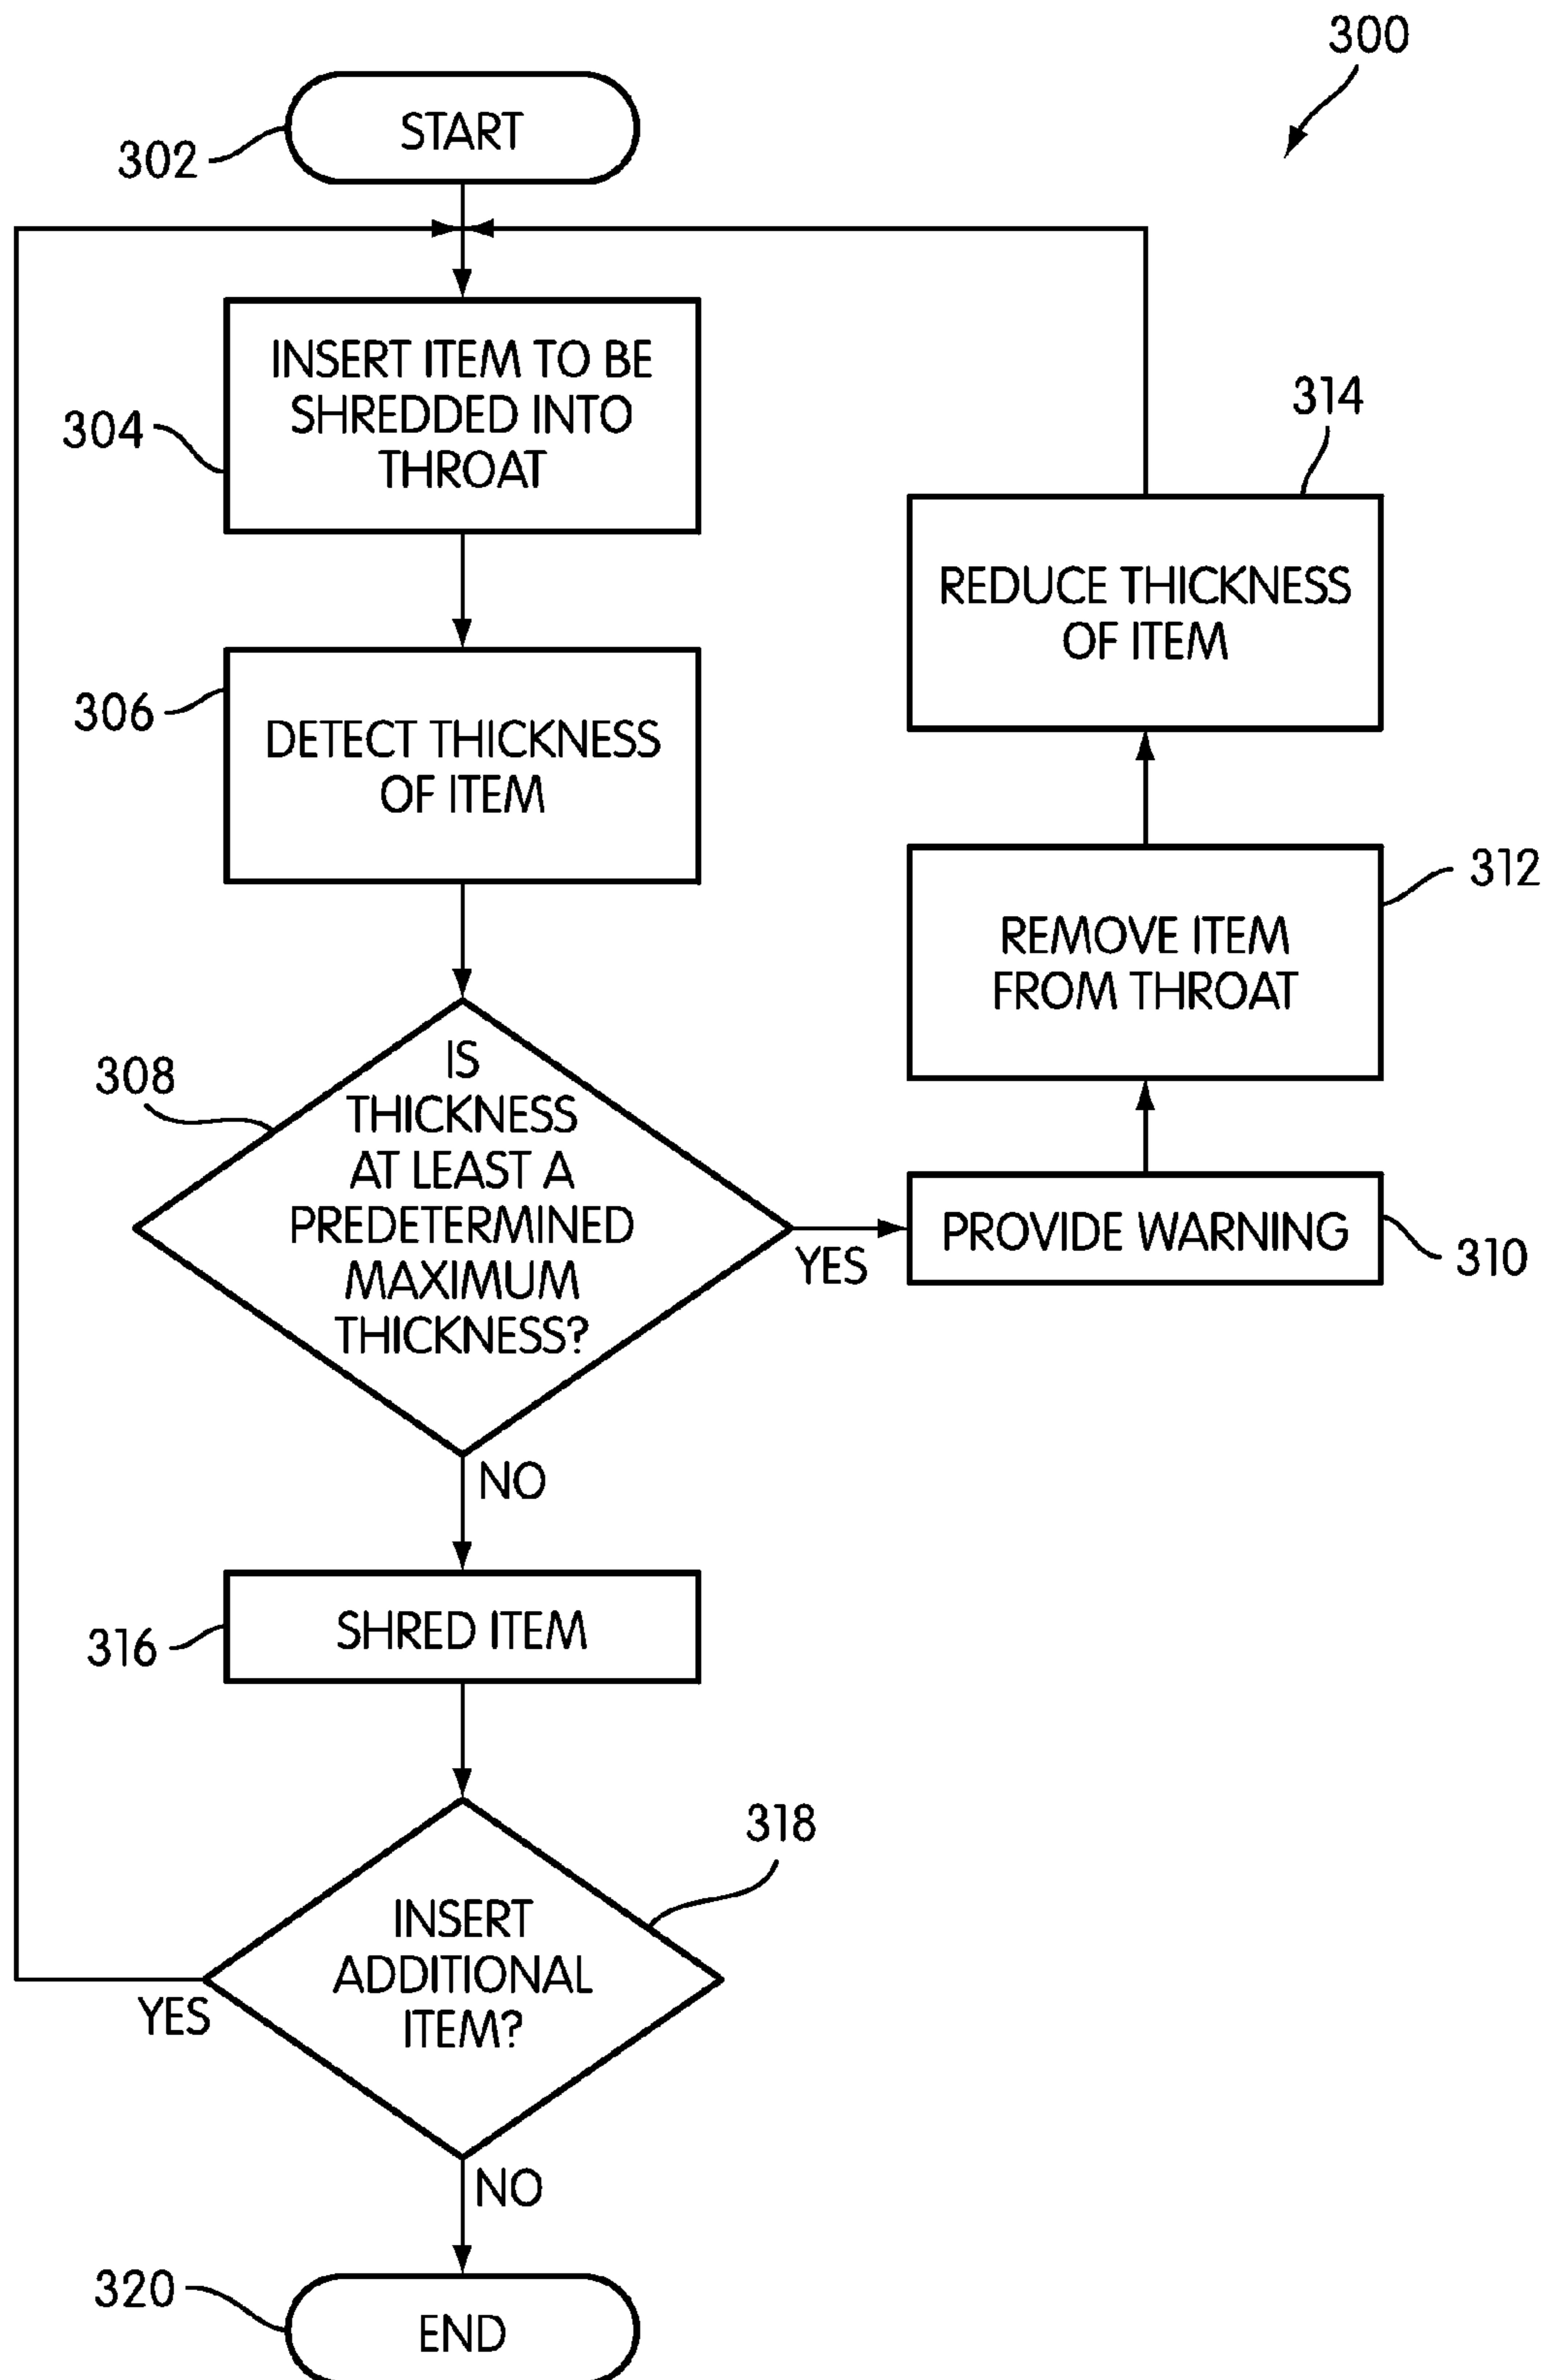 300
302
START
304
INSERT ITEM TO BE
SHREDDED INTO
THROAT
306
DETECT THICKNESS
OF ITEM
308
IS
THICKNESS
AT LEAST A
PREDETERMINED
MAXIMUM
THICKNESS?
YES
PROVIDE WARNING
310
REMOVE ITEM
FROM THROAT
312
REDUCE THICKNESS
OF ITEM
314
NO
316
SHRED ITEM
318
INSERT
ADDITIONAL
ITEM?
YES
NO
320
END